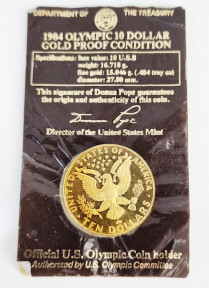 DEPARTMENT OF THE TREASURY
1984 OLYMPIC 10 DOLLAR
GOLD PROOF CONDITION
Specifications: face value: 10 U.S.$
weight: 16.718 g.
fine gold: 15.046 g. (.484 troy oz)
diameter: 27.00 mm.
This signature of Donna Pope guarantees
the origin and authenticity of this coin.
Donna Pope
Director of the United States Mint
UNITED STATES OF AMERICA
TEN DOLLARS
Official U.S. Olympic Coin holder
Authorized by U.S. Olympic Committee